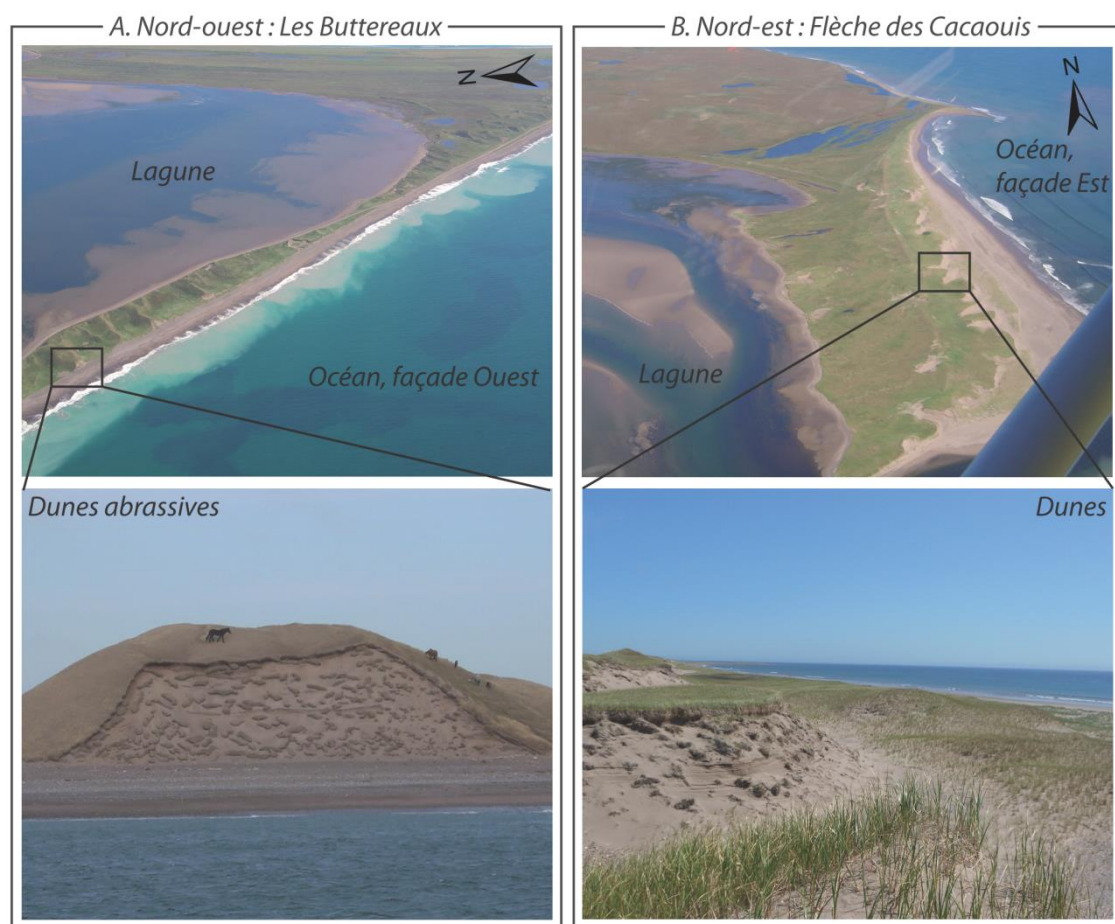 A. Nord-ouest : Les Buttereaux
N
Lagune
Océan, façade Ouest
Dunes abrassives
B. Nord-est : Flèche des Cacaouis
N
Océan,
façade Est
Lagune
Dunes